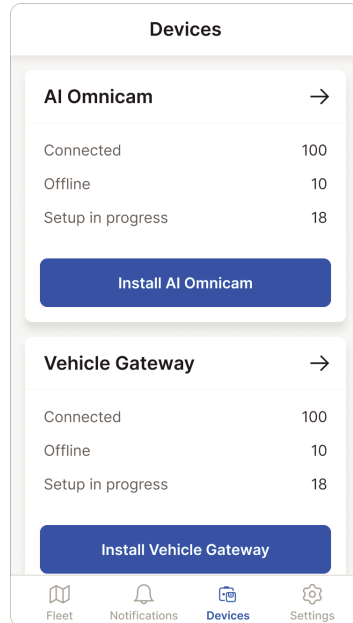 Devices
AI Omnicam
Connected 100
Offline 10
Setup in progress 18
Install AI Omnicam
Vehicle Gateway
Connected 100
Offline 10
Setup in progress 18
Install Vehicle Gateway
Fleet Notifications Devices Settings